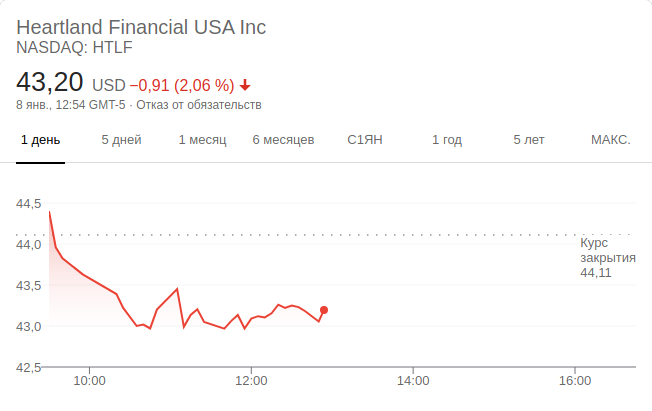 Heartland Financial USA Inc
NASDAQ: HTLF
43,20 USD −0,91 (2,06 %)
8 янв., 12:54 GMT-5 · Отказ от обязательств
1 день 5 дней 1 месяц 6 месяцев С1ЯН 1 год 5 лет МАКС.
44,5
44,0
43,5
43,0
42,5
Курс
закрытия
44,11
10:00 12:00 14:00 16:00